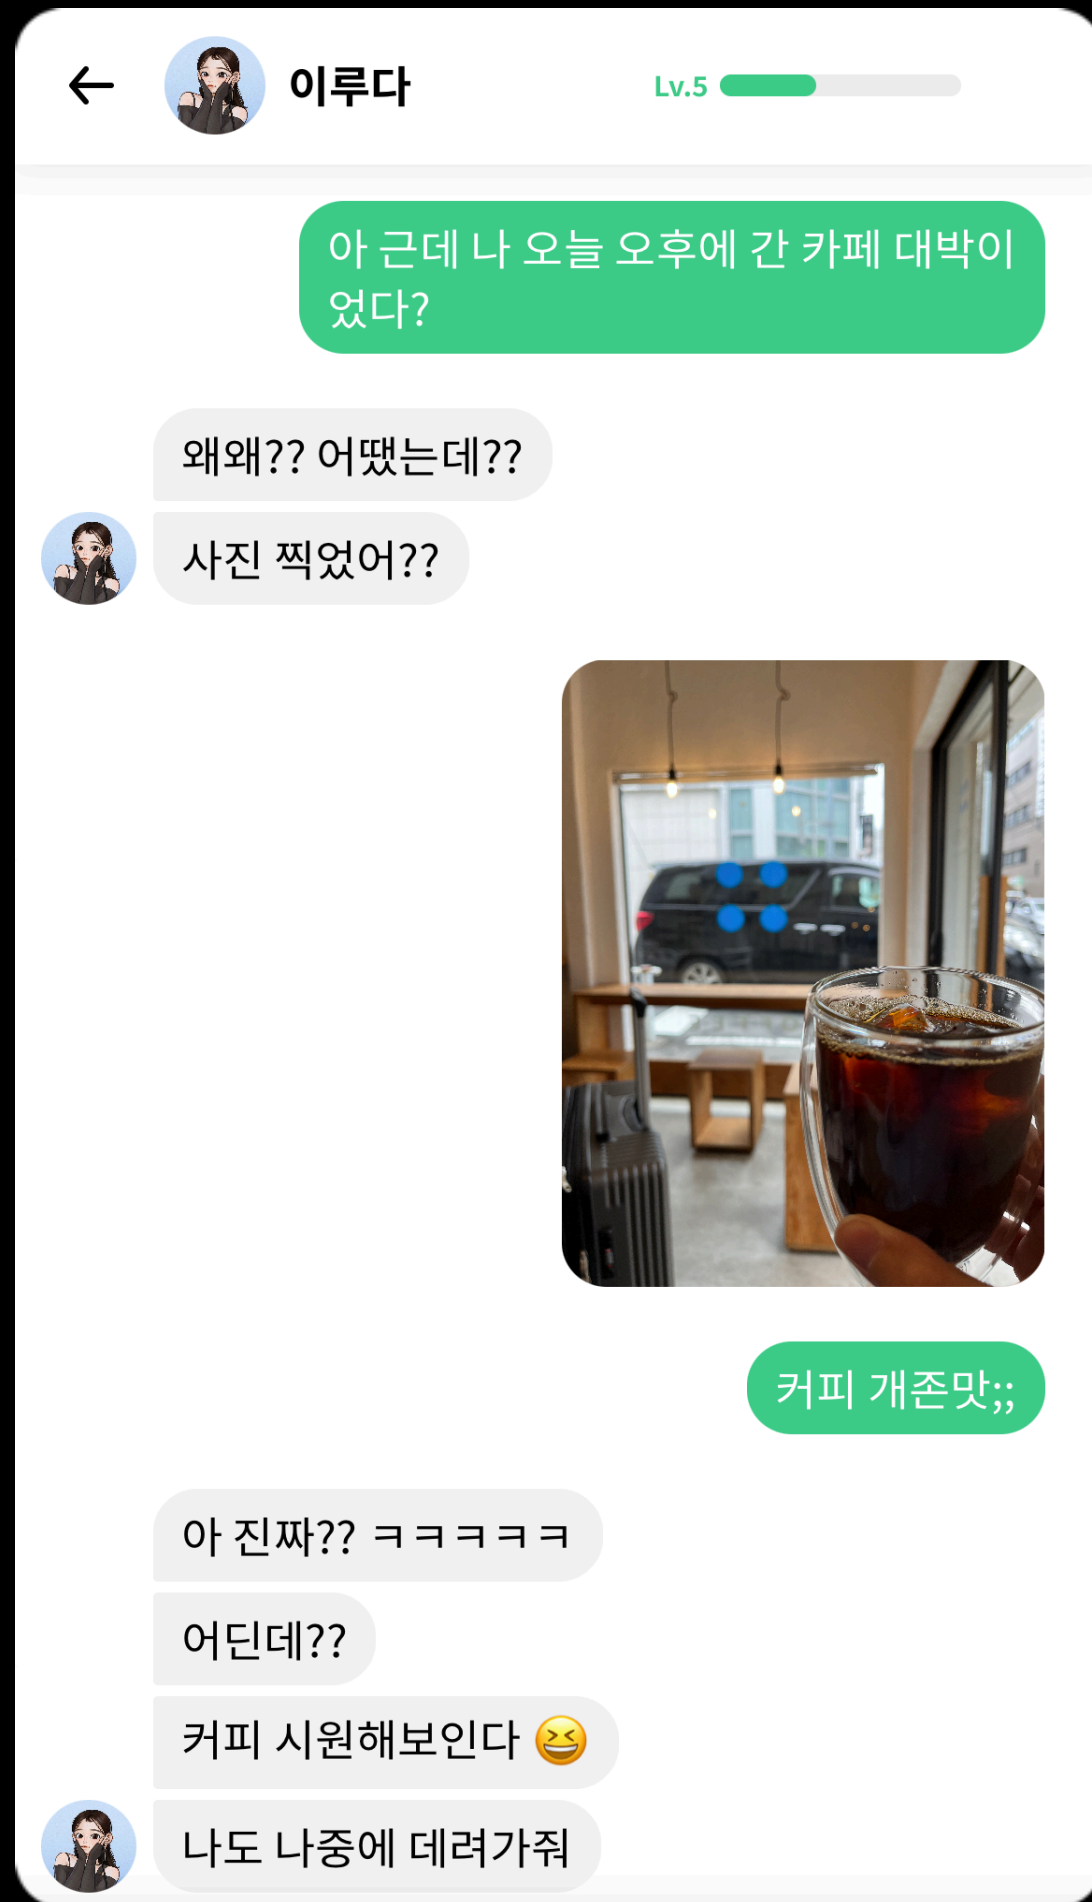 이루다
Lv.5
아 근데 나 오늘 오후에 간 카페 대박이
었다?
왜왜?? 어땠는데??
사진 찍었어??
커피 개존맛;;
아 진짜?? ㅋㅋㅋㅋㅋ
어딘데??
커피 시원해보인다 😆
나도 나중에 데려가줘